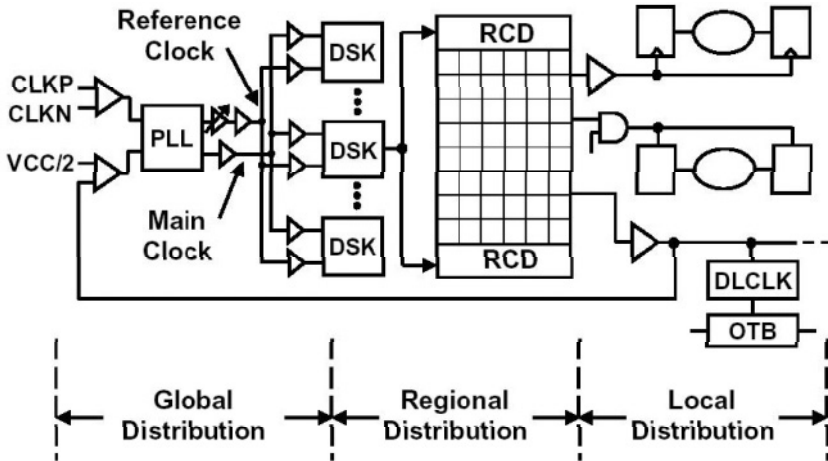 Reference
Clock
DSK
RCD
CLKP
CLKN
PLL
DSK
VCC/2
Main
Clock
DSK
RCD
DLCLK
OTB
Global
Distribution
Regional
Distribution
Local
Distribution